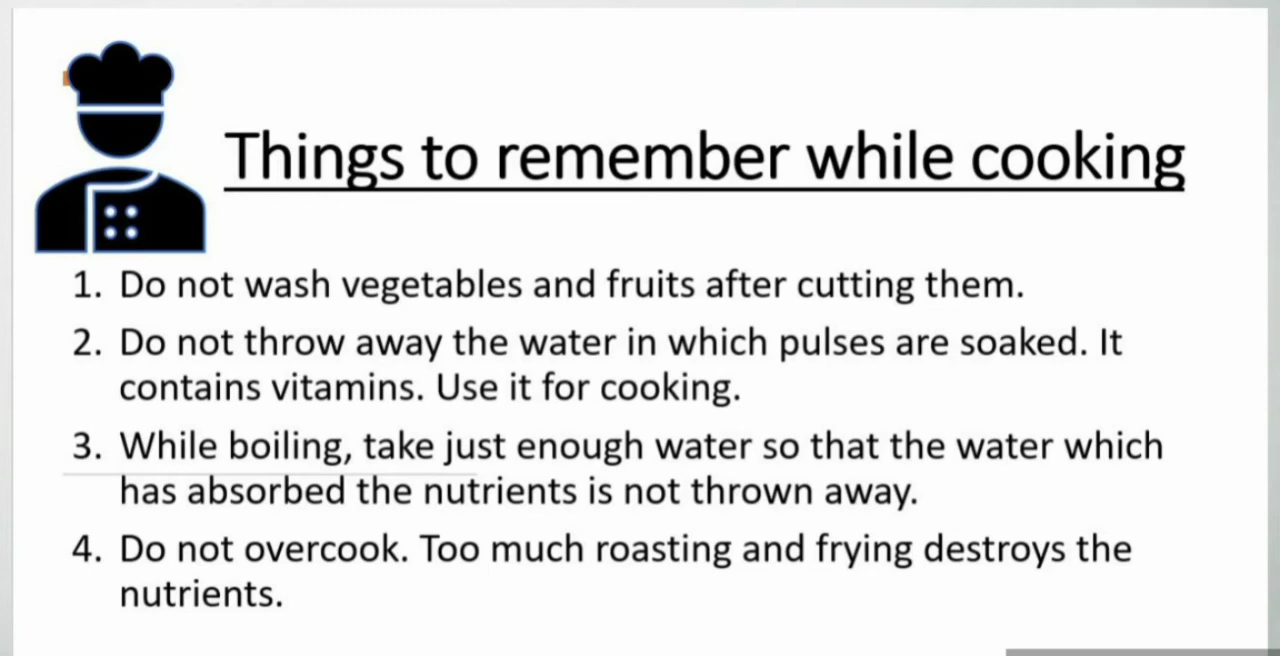 Things to remember while cooking
1. Do not wash vegetables and fruits after cutting them.
2. Do not throw away the water in which pulses are soaked. It
contains vitamins. Use it for cooking.
3. While boiling, take just enough water so that the water which
has absorbed the nutrients is not thrown away.
4. Do not overcook. Too much roasting and frying destroys the
nutrients.